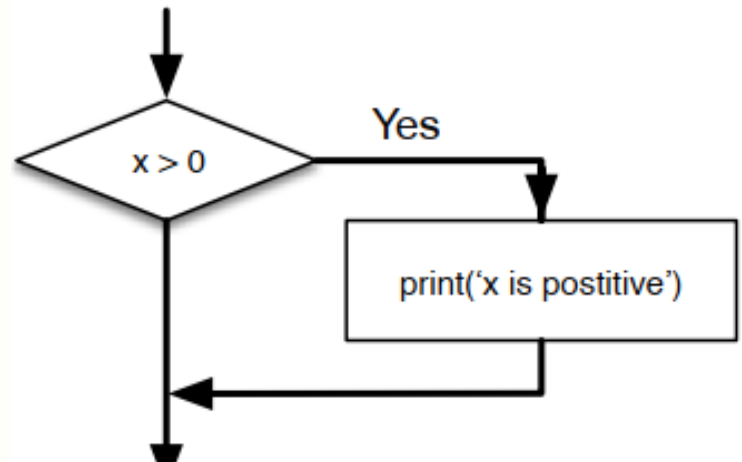 Yes
x > 0
print(‘x is postitive’)